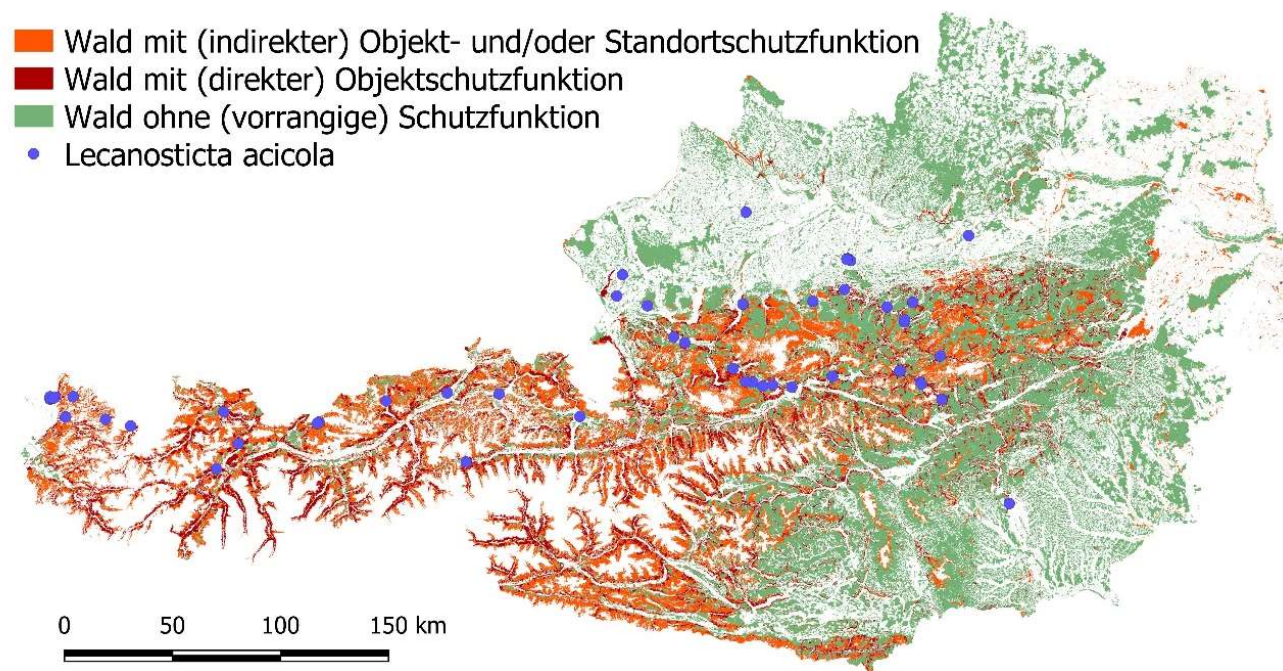 Wald mit (indirekter) Objekt- und/oder Standortschutzfunktion
Wald mit (direkter) Objektschutzfunktion
Wald ohne (vorrangige) Schutzfunktion
Lecanosticta acicola
0 50 100 150 km